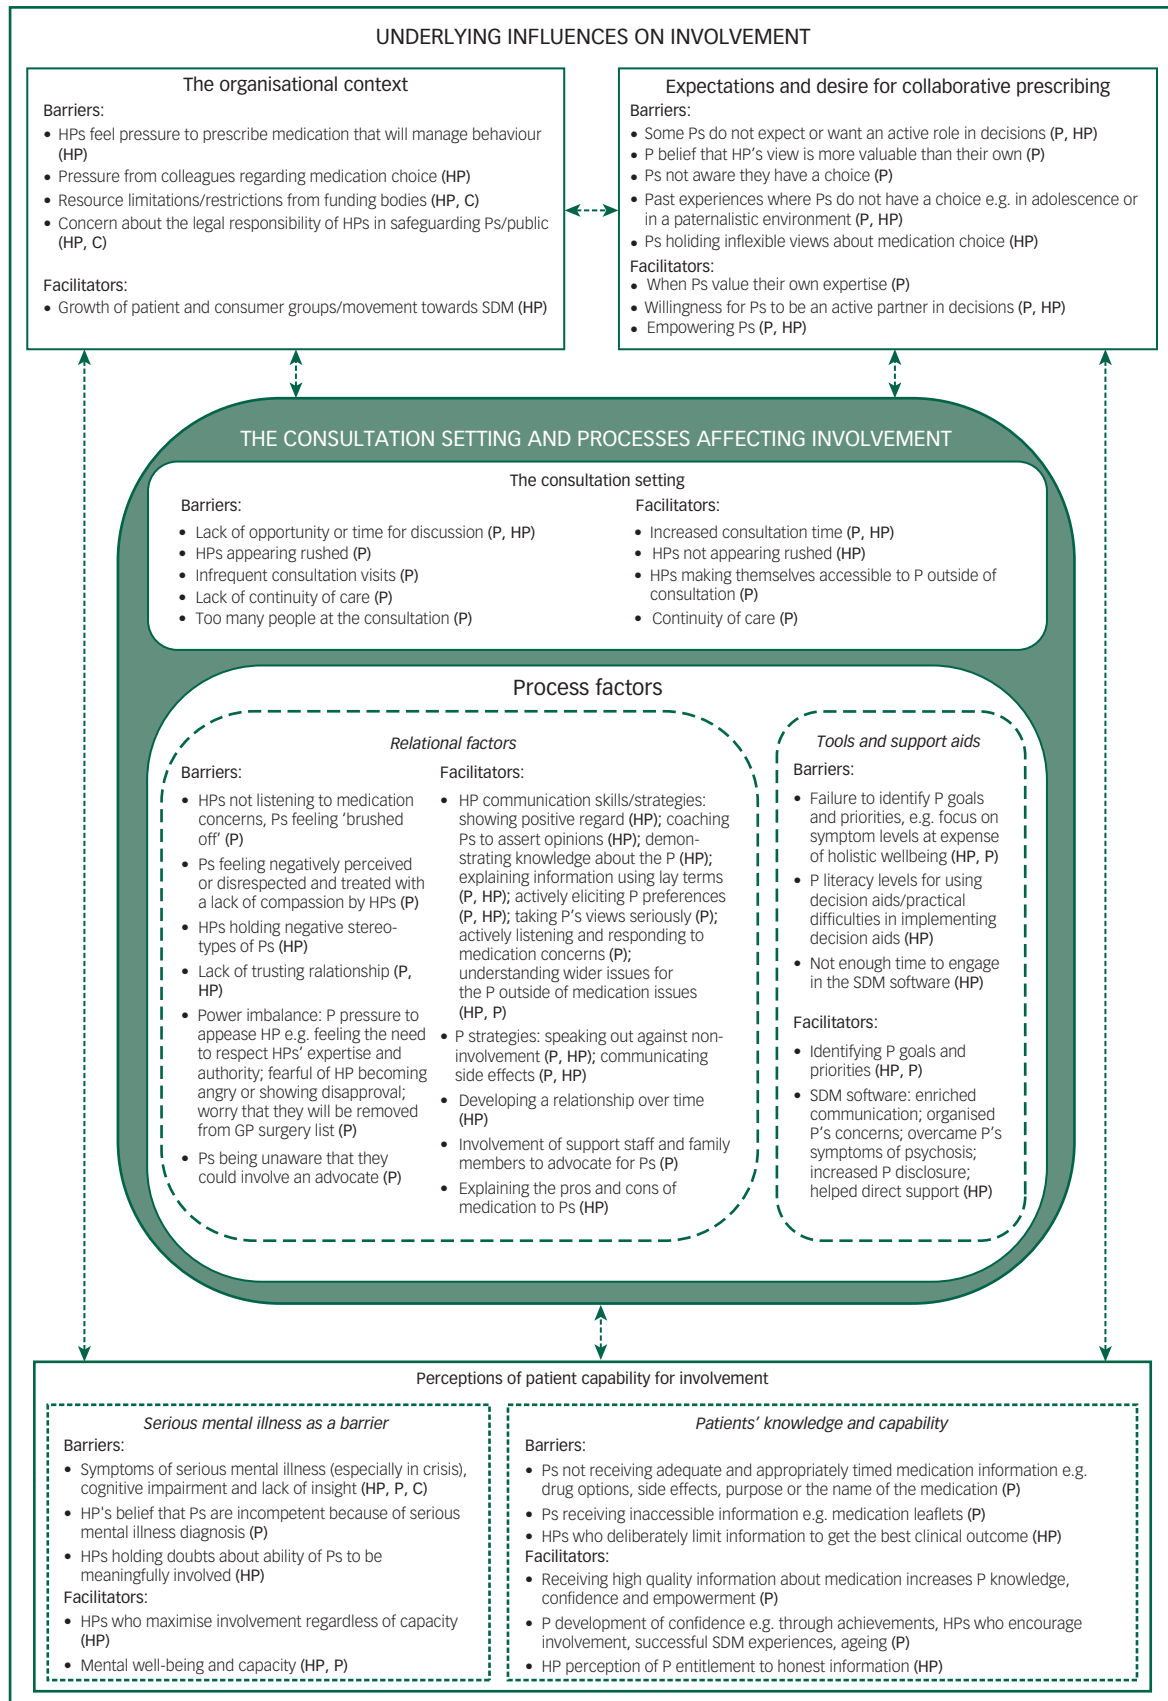 UNDERLYING INFLUENCES ON INVOLVEMENT
The organisational context
Barriers:
• HPs feel pressure to prescribe medication that will manage behaviour
(HP)
• Pressure from colleagues regarding medication choice (HP)
• Resource limitations/restrictions from funding bodies (HP, C)
• Concern about the legal responsibility of HPs in safeguarding Ps/public
(HP, C)
Facilitators:
• Growth of patient and consumer groups/movement towards SDM (HP)
Expectations and desire for collaborative prescribing
Barriers:
• Some Ps do not expect or want an active role in decisions (P, HP)
• P belief that HP's view is more valuable than their own (P)
• Ps not aware they have a choice (P)
• Past experiences where Ps do not have a choice e.g. in adolescence or
in a paternalistic environment (P, HP)
• Ps holiding inflexible views about medication choice (HP)
Facilitators:
• When Ps value their own expertise (P)
• Willingness for Ps to be an active partner in decisions (P, HP)
• Empowering Ps (P, HP)
THE CONSULTATION SETTING AND PROCESSES AFFECTING INVOLVEMENT
The consultation setting
Barriers:
• Lack of opportunity or time for discussion (P, HP)
• HPs appearing rushed (P)
• Infrequent consultation visits (P)
• Lack of continuity of care (P)
• Too many people at the consultation (P)
Facilitators:
• Increased consultation time (P, HP)
• HPs not appearing rushed (HP)
• HPs making themselves accessible to P outside of
consultation (P)
• Continuity of care (P)
Process factors
Relational factors
Barriers:
• HPs not listening to medication
concerns, Ps feeling 'brushed
off' (P)
• Ps feeling negatively perceived
or disrespected and treated with
a lack of compassion by HPs (P)
• HPs holding negative stereo-
types of Ps (HP)
• Lack of trusting ralationship (P,
HP)
• Power imbalance: P pressure to
appease HP e.g. feeling the need
to respect HPs' expertise and
authority; fearful of HP becoming
angry or showing disapproval;
worry that they will be removed
from GP surgery list (P)
• Ps being unaware that they
could involve an advocate (P)
Facilitators:
• HP communication skills/strategies:
showing positive regard (HP); coaching
Ps to assert opinions (HP); demon-
strating knowledge about the P (HP);
explaining information using lay terms
(P, HP); actively eliciting P preferences
(P, HP); taking P's views seriously (P);
actively listening and responding to
medication concerns (P);
understanding wider issues for
the P outside of medication issues
(HP, P)
• P strategies: speaking out against non-
involvement (P, HP); communicating
side effects (P, HP)
• Developing a relationship over time
(HP)
• Involvement of support staff and family
members to advocate for Ps (P)
• Explaining the pros and cons of
medication to Ps (HP)
Tools and support aids
Barriers:
• Failure to identify P goals
and priorities, e.g. focus on
symptom levels at expense
of holistic wellbeing (HP, P)
• P literacy levels for using
decision aids/practical
difficulties in implementing
decision aids (HP)
• Not enough time to engage
in the SDM software (HP)
Facilitators:
• Identifying P goals and
priorities (HP, P)
• SDM software: enriched
communication; organised
P's concerns; overcame P's
symptoms of psychosis;
increased P disclosure;
helped direct support (HP)
Perceptions of patient capability for involvement
Serious mental illness as a barrier
Barriers:
• Symptoms of serious mental illness (especially in crisis),
cognitive impairment and lack of insight (HP, P, C)
• HP's belief that Ps are incompetent because of serious
mental illness diagnosis (P)
• HPs holding doubts about ability of Ps to be
meaningfully involved (HP)
Facilitators:
• HPs who maximise involvement regardless of capacity
(HP)
• Mental well-being and capacity (HP, P)
Patients' knowledge and capability
Barriers:
• Ps not receiving adequate and appropriately timed medication information e.g.
drug options, side effects, purpose or the name of the medication (P)
• Ps receiving inaccessible information e.g. medication leaflets (P)
• HPs who deliberately limit information to get the best clinical outcome (HP)
Facilitators:
• Receiving high quality information about medication increases P knowledge,
confidence and empowerment (P)
• P development of confidence e.g. through achievements, HPs who encourage
involvement, successful SDM experiences, ageing (P)
• HP perception of P entitlement to honest information (HP)